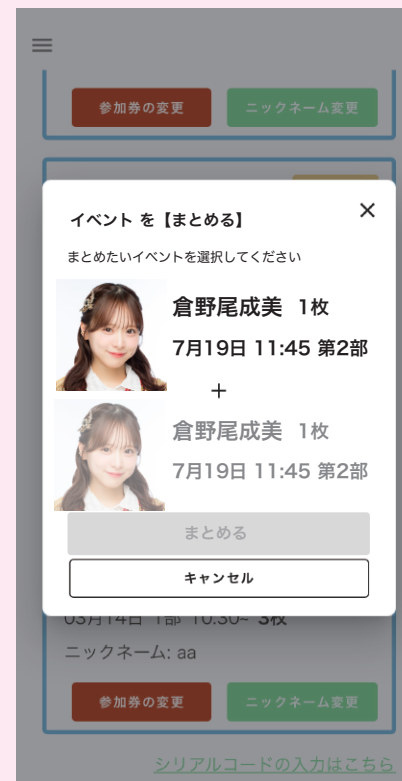 参加券の変更
ニックネーム変更
イベント を【まとめる】
×
まとめたいイベントを選択してください
倉野尾成美 1枚
7月19日 11:45 第2部
+
倉野尾成美 1枚
7月19日 11:45 第2部
まとめる
キャンセル
03月14日 1部 10:30~ 3枚
ニックネーム: aa
参加券の変更
ニックネーム変更
シリアルコードの入力はこちら